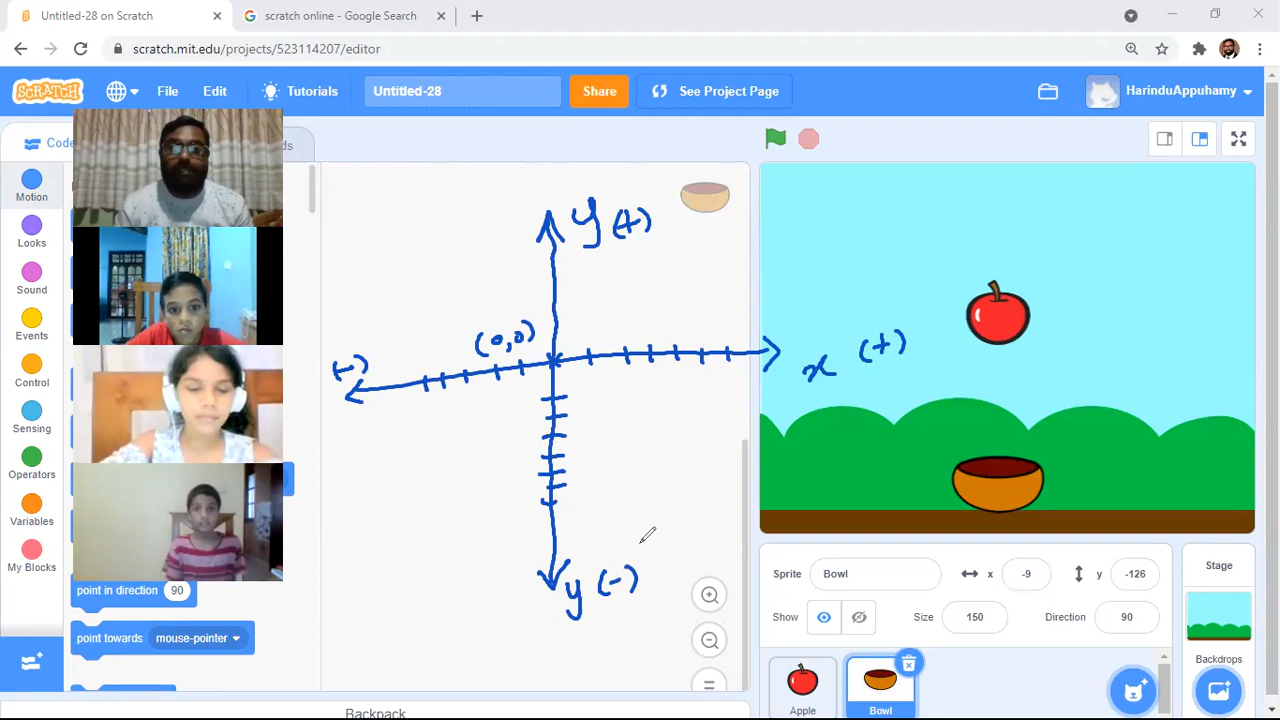 Untitled-28 on Scratch
scratch online - Google Search
scratch.mit.edu/projects/523114207/editor
SCRATCH
File
Edit
Tutorials
Untitled-28
Share
See Project Page
HarinduAppuhamy
Code
ds
Motion
Looks
Sound
Events
Control
Sensing
Operators
Variables
My Blocks
y (+)
(0,0)
(-)
x (+)
y (-)
point in direction 90
point towards mouse-pointer
Backpack
Sprite Bowl x -9 y -126
Show Size 150 Direction 90
Apple
Bowl
Stage
Backdrops